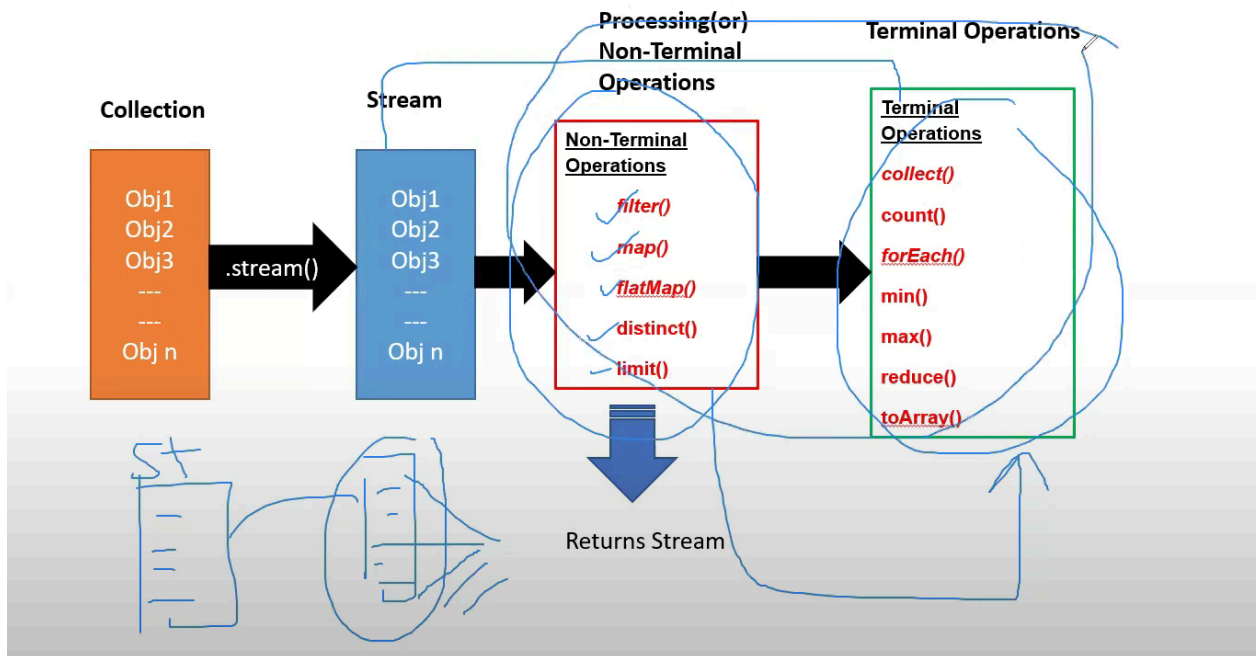 Processing(or)
Non-Terminal
Operations
Terminal Operations
Collection
Stream
Obj1
Obj2
Obj3
---
---
Obj n
.stream()
Obj1
Obj2
Obj3
---
---
Obj n
Non-Terminal
Operations
filter()
map()
flatMap()
distinct()
limit()
Terminal
Operations
collect()
count()
forEach()
min()
max()
reduce()
toArray()
Returns Stream
St